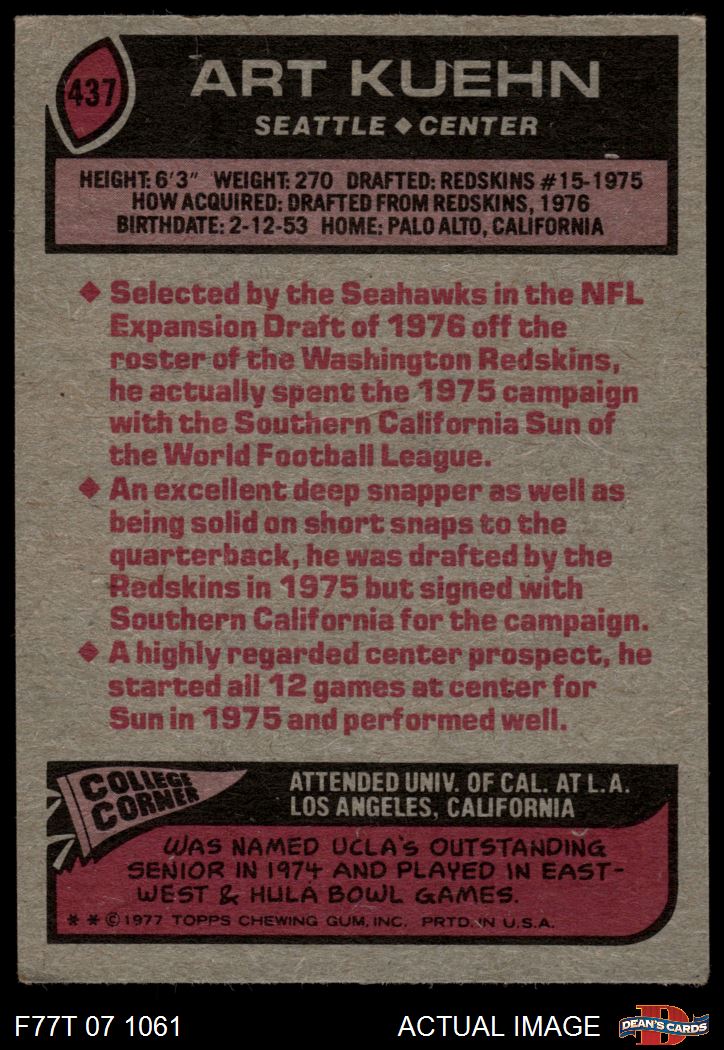 437
ART KUEHN
SEATTLE ◆ CENTER
HEIGHT: 6'3" WEIGHT: 270 DRAFTED: REDSKINS #15-1975
HOW ACQUIRED: DRAFTED FROM REDSKINS, 1976
BIRTHDATE: 2-12-53 HOME: PALO ALTO, CALIFORNIA
◆ Selected by the Seahawks in the NFL
Expansion Draft of 1976 off the
roster of the Washington Redskins,
he actually spent the 1975 campaign
with the Southern California Sun of
the World Football League.
◆ An excellent deep snapper as well as
being solid on short snaps to the
quarterback, he was drafted by the
Redskins in 1975 but signed with
Southern California for the campaign.
◆ A highly regarded center prospect, he
started all 12 games at center for
Sun in 1975 and performed well.
COLLEGE
CORNER
ATTENDED UNIV. OF CAL. AT L.A.
LOS ANGELES, CALIFORNIA
WAS NAMED UCLA'S OUTSTANDING
SENIOR IN 1974 AND PLAYED IN EAST-
WEST & HULA BOWL GAMES.
* * © 1977 TOPPS CHEWING GUM, INC. PRTD. IN U.S.A.
F77T 07 1061
ACTUAL IMAGE
D
DEAN'S CARDS